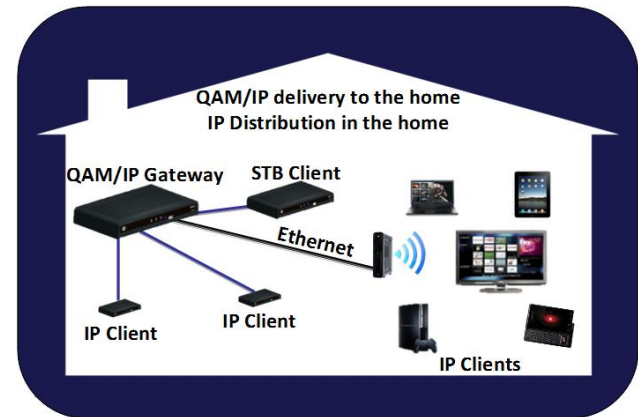 QAM/IP delivery to the home
IP Distribution in the home
QAM/IP Gateway
STB Client
Ethernet
IP Client
IP Client
IP Clients